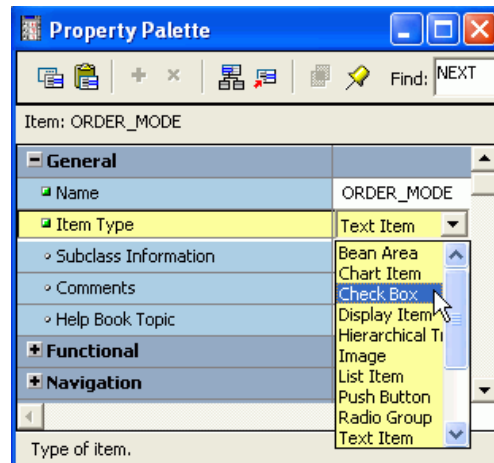 Property Palette
Find: NEXT
Item: ORDER_MODE
General
Name ORDER_MODE
Item Type Text Item
Subclass Information
Comments
Help Book Topic
Functional
Navigation
Bean Area
Chart Item
Check Box
Display Item
Hierarchical
Image
List Item
Push Button
Radio Group
Text Item
Type of item.